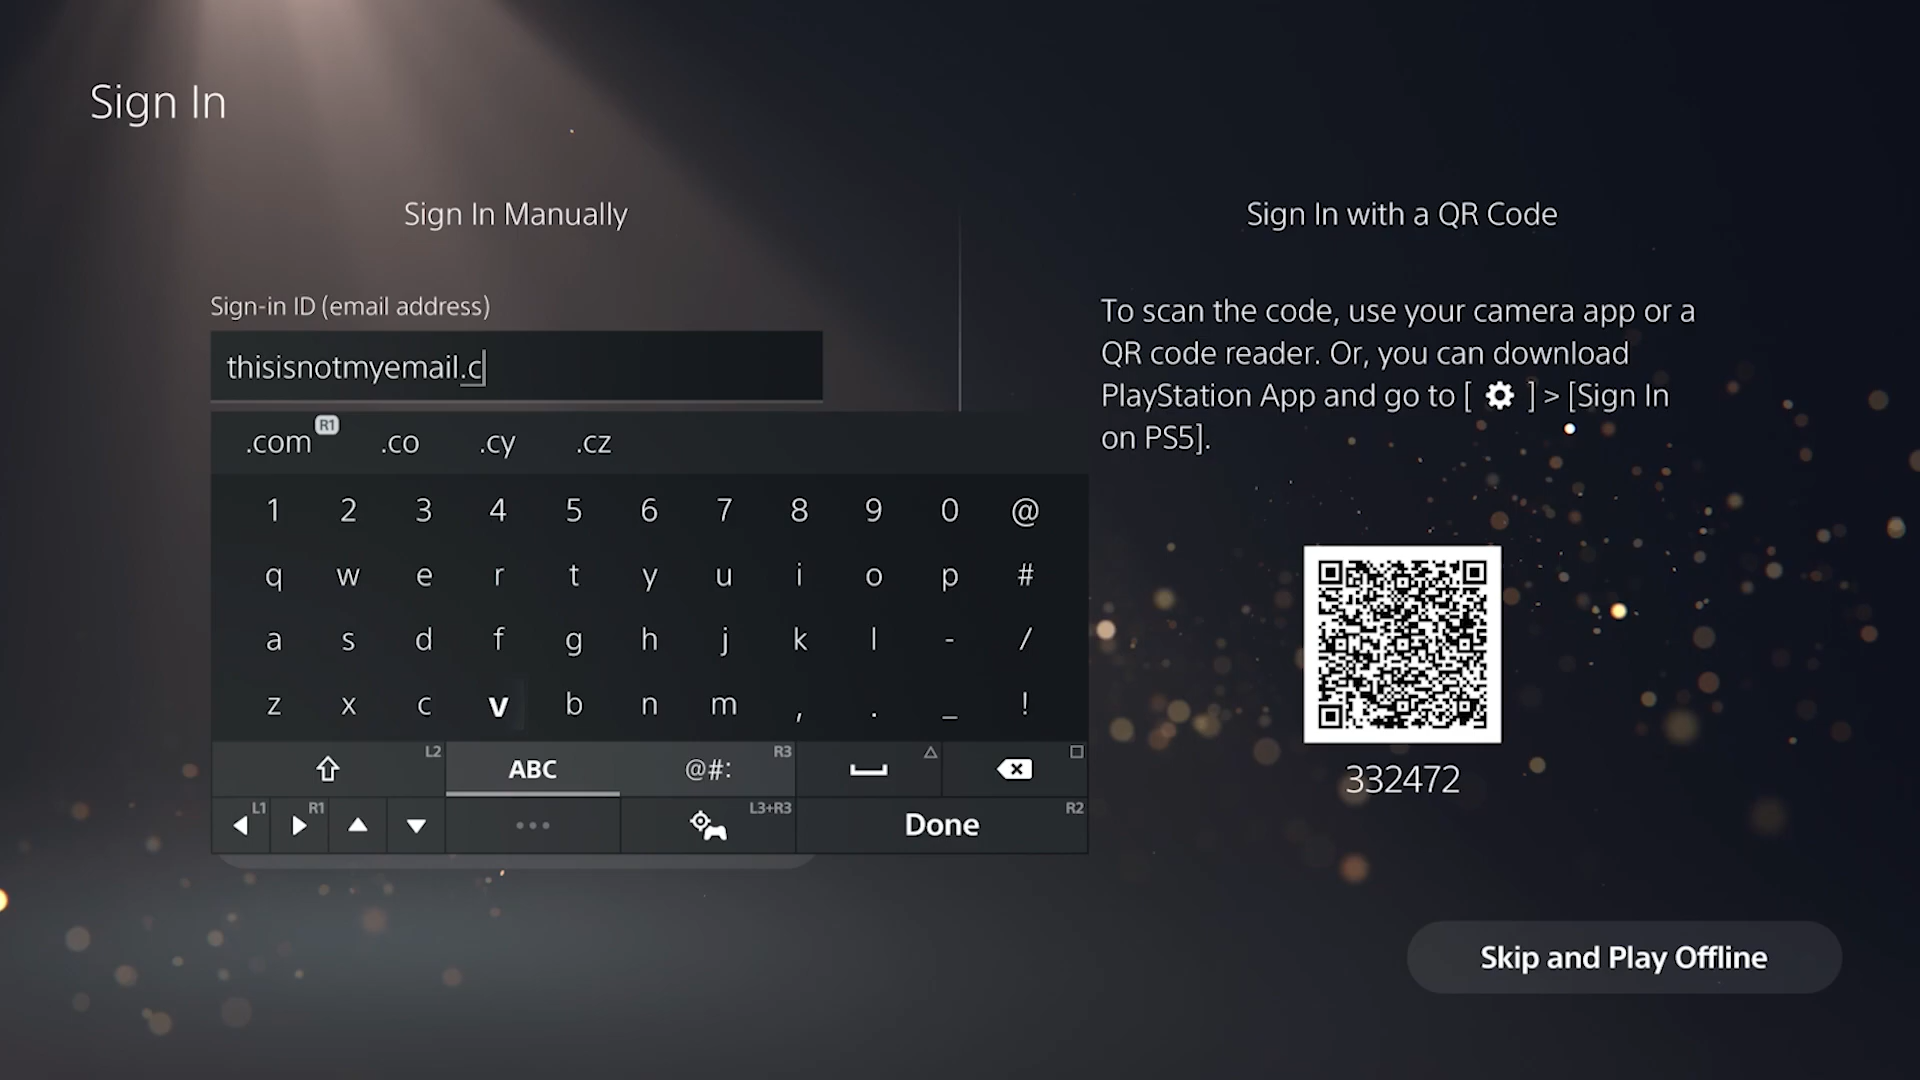 Sign In
Sign In Manually
Sign-in ID (email address)
thisisnotmyemail.c
.com R1 .co .cy .cz
1 2 3 4 5 6 7 8 9 0 @
q w e r t y u i o p #
a s d f g h j k l - /
z x c v b n m , . _ !
L2 ABC @#: R3
L1 R1 ••• L3+R3 Done R2
Sign In with a QR Code
To scan the code, use your camera app or a
QR code reader. Or, you can download
PlayStation App and go to [ ⚙ ] > [Sign In
on PS5].
332472
Skip and Play Offline